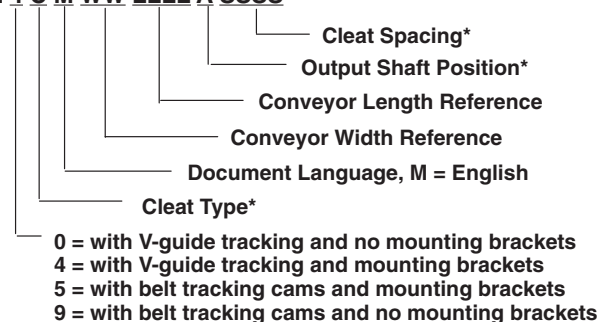 Cleat Spacing*
Output Shaft Position*
Conveyor Length Reference
Conveyor Width Reference
Document Language, M = English
Cleat Type*
0 = with V-guide tracking and no mounting brackets
4 = with V-guide tracking and mounting brackets
5 = with belt tracking cams and mounting brackets
9 = with belt tracking cams and no mounting brackets